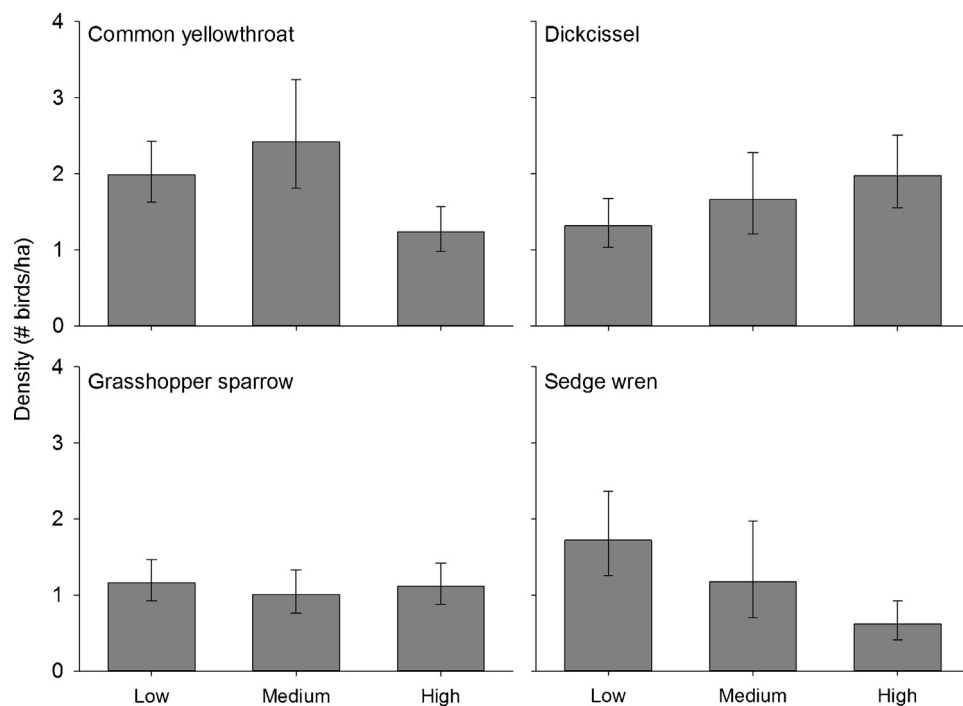 Density (# birds/ha)
Common yellowthroat
4
3
2
1
0
Dickcissel
Grasshopper sparrow
4
3
2
1
0
Low Medium High
Sedge wren
Low Medium High